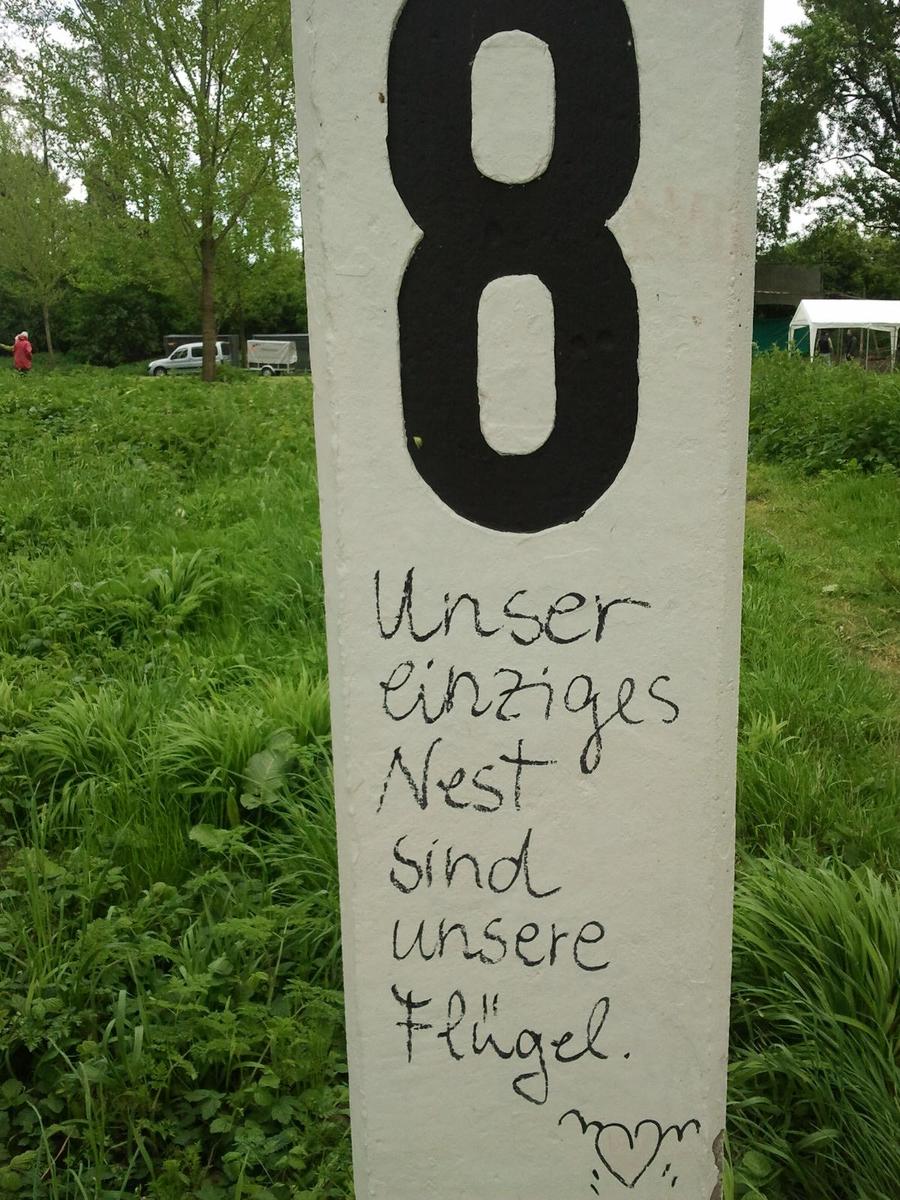 8
Unser
einziges
Nest
sind
unsere
Flügel.